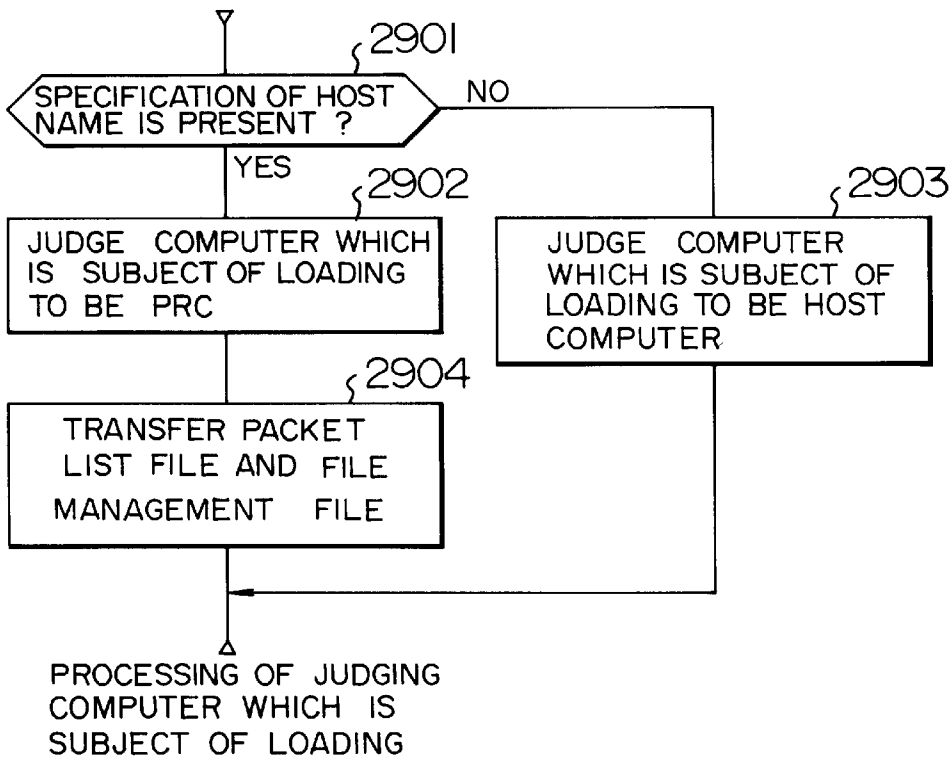 2901
SPECIFICATION OF HOST
NAME IS PRESENT ?
NO
YES
2902
JUDGE COMPUTER WHICH
IS SUBJECT OF LOADING
TO BE PRC
2903
JUDGE COMPUTER
WHICH IS SUBJECT OF
LOADING TO BE HOST
COMPUTER
2904
TRANSFER PACKET
LIST FILE AND FILE
MANAGEMENT FILE
PROCESSING OF JUDGING
COMPUTER WHICH IS
SUBJECT OF LOADING